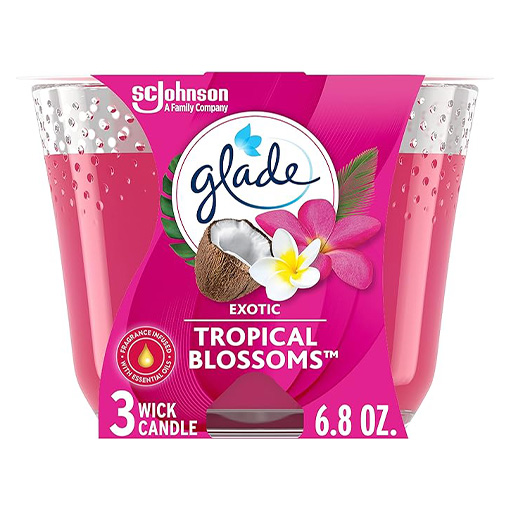 SC Johnson
A Family Company
glade
EXOTIC
TROPICAL
BLOSSOMS™
FRAGRANCE INFUSED
WITH ESSENTIAL OILS
3 WICK
CANDLE
6.8 OZ.